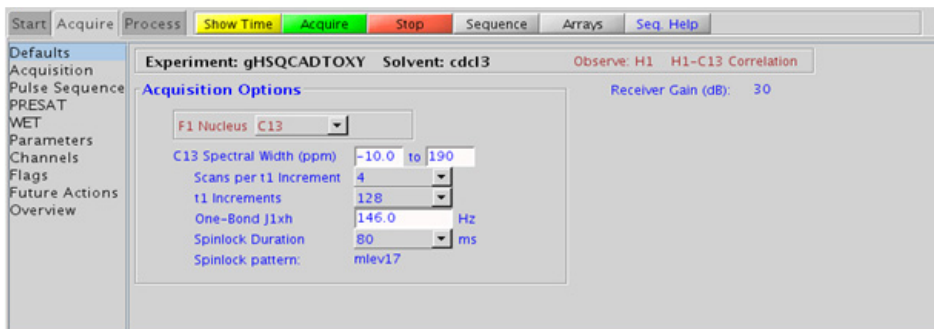 Start Acquire Process Show Time Acquire Stop Sequence Arrays Seq. Help
Defaults
Acquisition
Pulse Sequence
PRESAT
WET
Parameters
Channels
Flags
Future Actions
Overview
Experiment: gHSQCADTOXY Solvent: cdcl3 Observe: H1 H1-C13 Correlation
Acquisition Options Receiver Gain (dB): 30
F1 Nucleus C13
C13 Spectral Width (ppm) -10.0 to 190
Scans per t1 Increment 4
t1 Increments 128
One-Bond J1xh 146.0 Hz
Spinlock Duration 80 ms
Spinlock pattern: mlev17